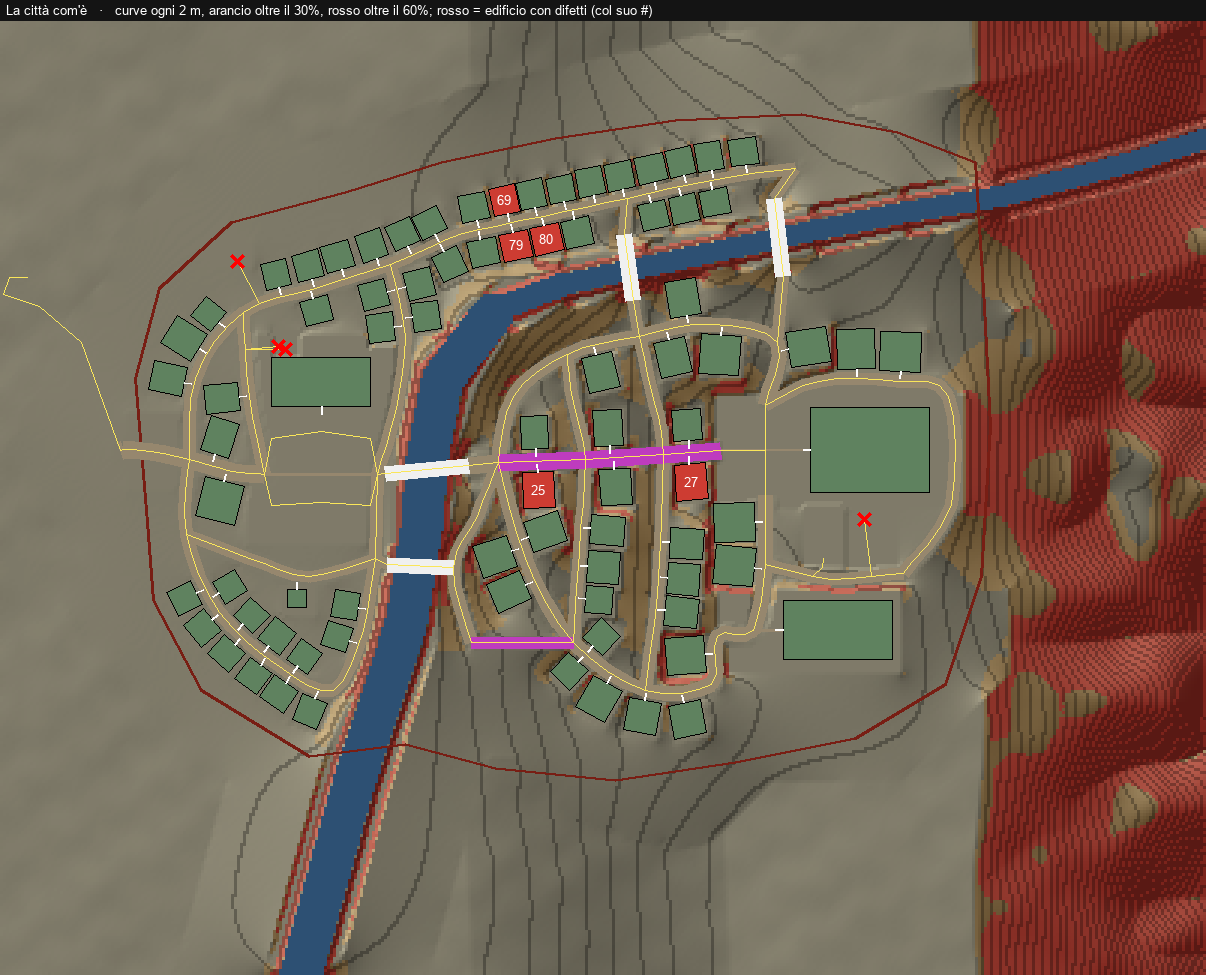 La città com'è · curve ogni 2 m, arancio oltre il 30%, rosso oltre il 60%; rosso = edificio con difetti (col suo #)
69
79 80
25
27